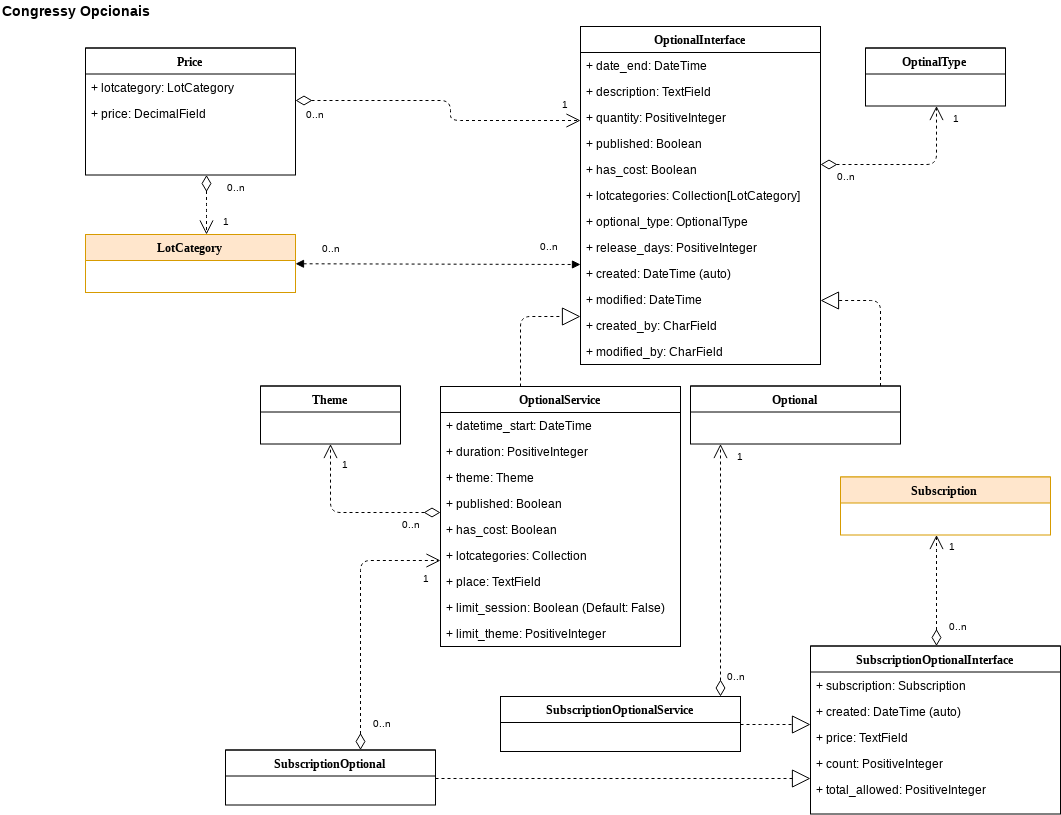 Congressy Opcionais
Price
+ lotcategory: LotCategory
+ price: DecimalField
0..n
1
OptionalInterface
+ date_end: DateTime
+ description: TextField
+ quantity: PositiveInteger
+ published: Boolean
+ has_cost: Boolean
+ lotcategories: Collection[LotCategory]
+ optional_type: OptionalType
+ release_days: PositiveInteger
+ created: DateTime (auto)
+ modified: DateTime
+ created_by: CharField
+ modified_by: CharField
OptinalType
1
0..n
0..n
1
LotCategory
0..n
0..n
Theme
1
0..n
OptionalService
+ datetime_start: DateTime
+ duration: PositiveInteger
+ theme: Theme
+ published: Boolean
+ has_cost: Boolean
+ lotcategories: Collection
+ place: TextField
+ limit_session: Boolean (Default: False)
+ limit_theme: PositiveInteger
Optional
1
Subscription
1
0..n
1
0..n
0..n
SubscriptionOptionalService
SubscriptionOptional
SubscriptionOptionalInterface
+ subscription: Subscription
+ created: DateTime (auto)
+ price: TextField
+ count: PositiveInteger
+ total_allowed: PositiveInteger